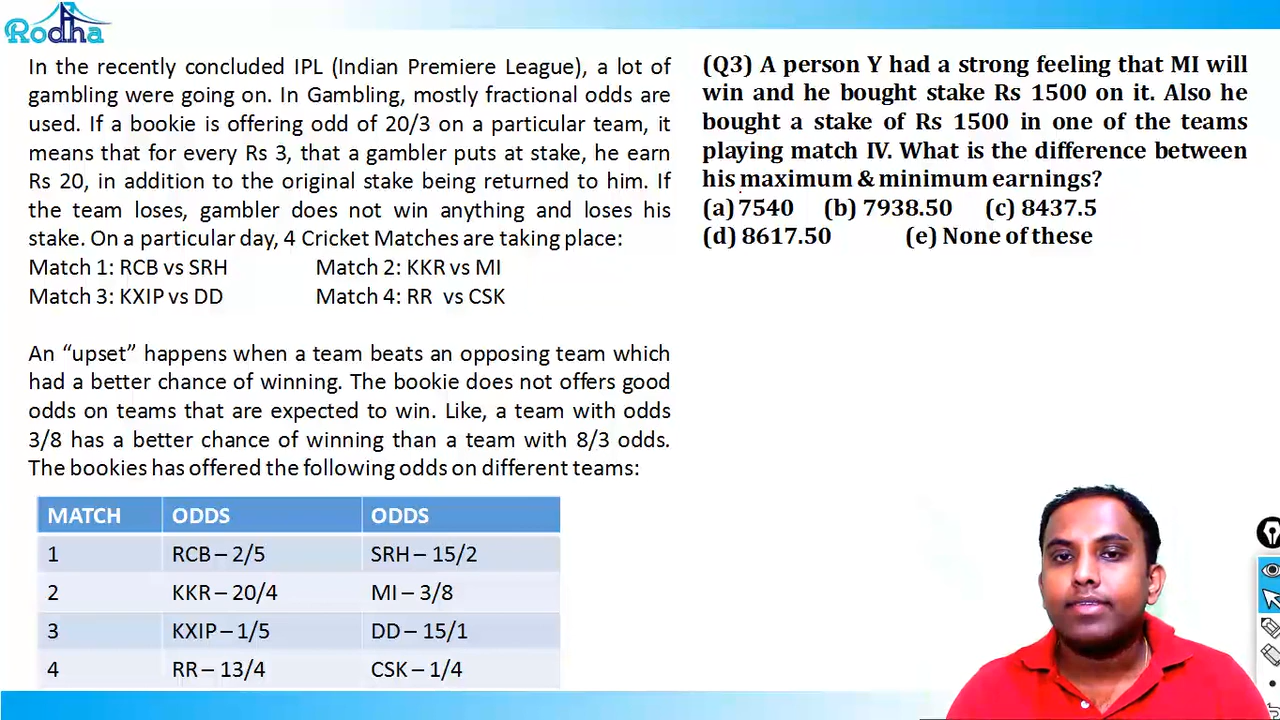 Rodha
In the recently concluded IPL (Indian Premiere League), a lot of
gambling were going on. In Gambling, mostly fractional odds are
used. If a bookie is offering odd of 20/3 on a particular team, it
means that for every Rs 3, that a gambler puts at stake, he earn
Rs 20, in addition to the original stake being returned to him. If
the team loses, gambler does not win anything and loses his
stake. On a particular day, 4 Cricket Matches are taking place:
Match 1: RCB vs SRH Match 2: KKR vs MI
Match 3: KXIP vs DD Match 4: RR vs CSK
An “upset” happens when a team beats an opposing team which
had a better chance of winning. The bookie does not offers good
odds on teams that are expected to win. Like, a team with odds
3/8 has a better chance of winning than a team with 8/3 odds.
The bookies has offered the following odds on different teams:
MATCH ODDS ODDS
1 RCB – 2/5 SRH – 15/2
2 KKR – 20/4 MI – 3/8
3 KXIP – 1/5 DD – 15/1
4 RR – 13/4 CSK – 1/4
(Q3) A person Y had a strong feeling that MI will
win and he bought stake Rs 1500 on it. Also he
bought a stake of Rs 1500 in one of the teams
playing match IV. What is the difference between
his maximum & minimum earnings?
(a) 7540 (b) 7938.50 (c) 8437.5
(d) 8617.50 (e) None of these